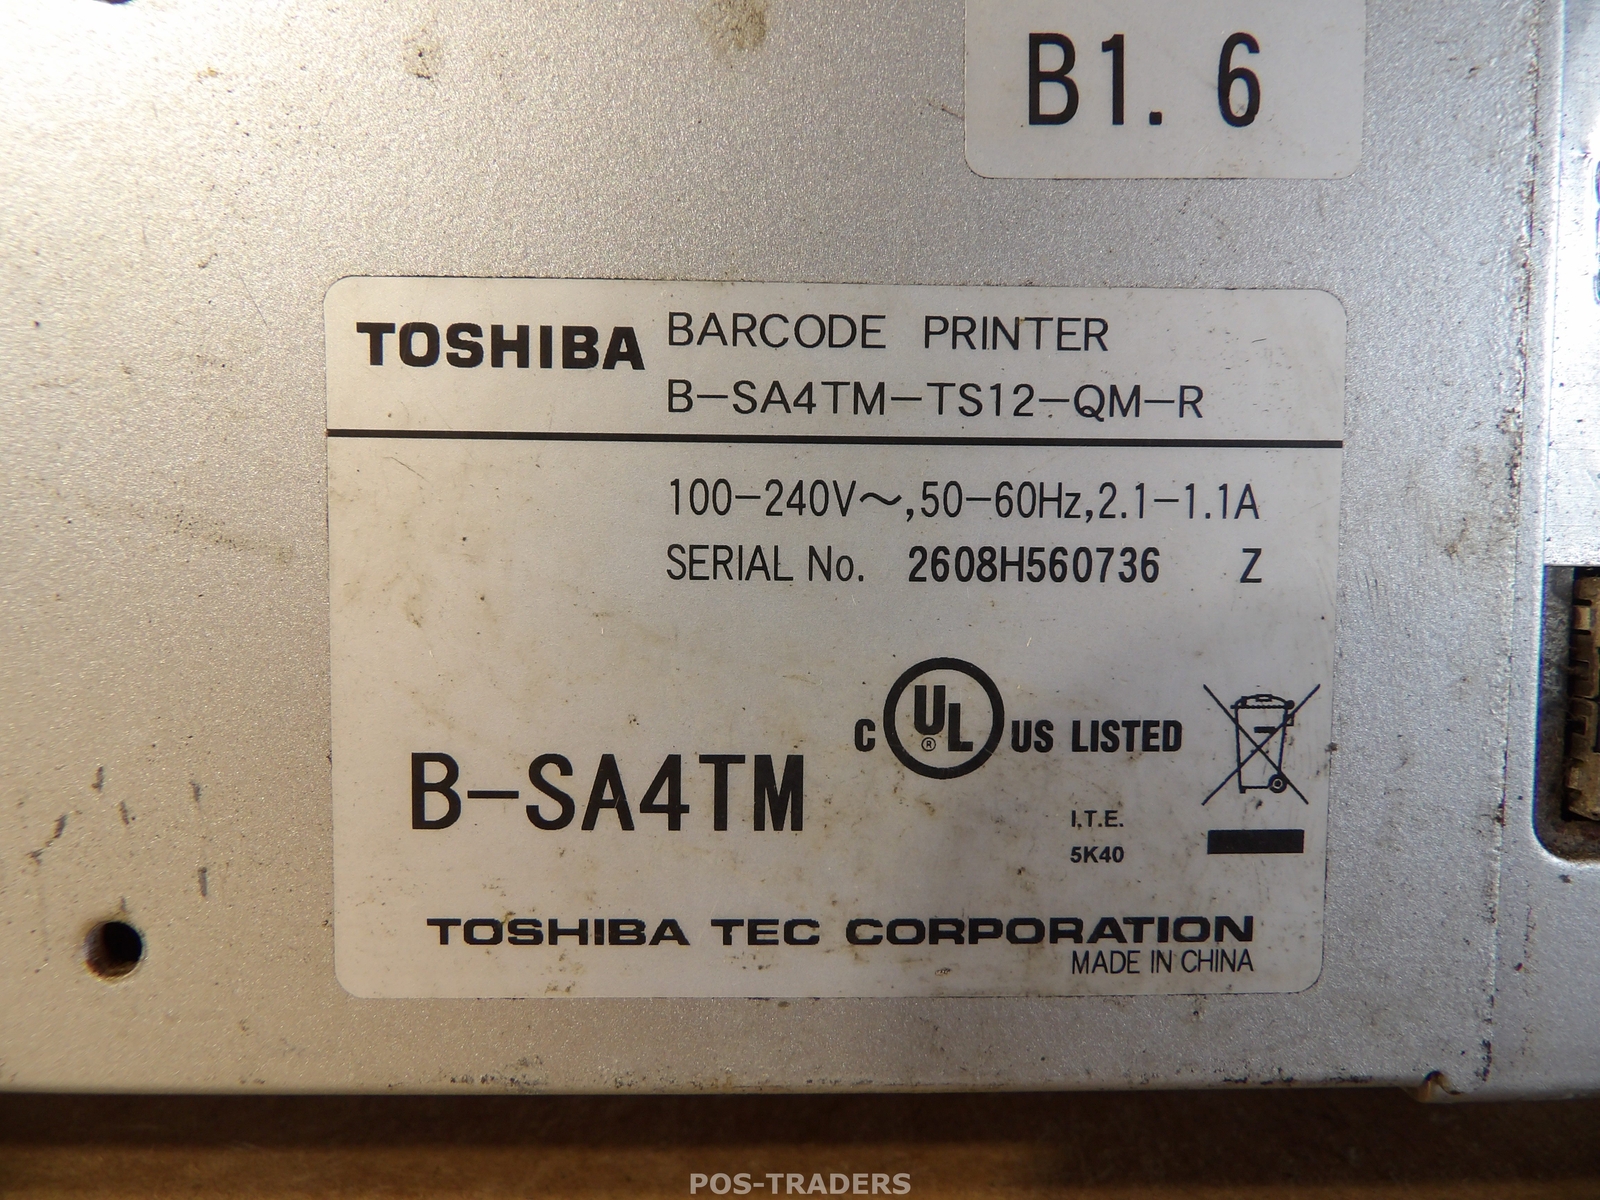 B1. 6
TOSHIBA BARCODE PRINTER
B-SA4TM-TS12-QM-R
100-240V~,50-60Hz,2.1-1.1A
SERIAL No. 2608H560736 Z
C UL® US LISTED
B-SA4TM
I.T.E.
5K40
TOSHIBA TEC CORPORATION
MADE IN CHINA
POS-TRADERS